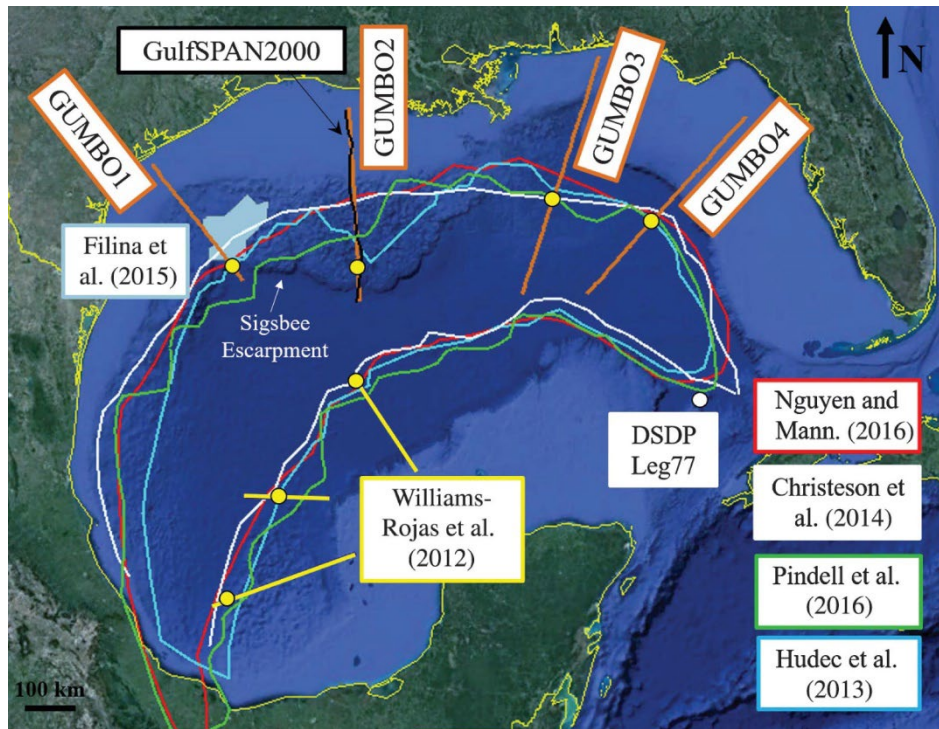 GulfSPAN2000
N
GUMBO1
GUMBO2
GUMBO3
GUMBO4
Filina et
al. (2015)
Sigsbee
Escarpment
DSDP
Leg77
Nguyen and
Mann. (2016)
Williams-
Rojas et al.
(2012)
Christeson et
al. (2014)
Pindell et al.
(2016)
Hudec et al.
(2013)
100 km